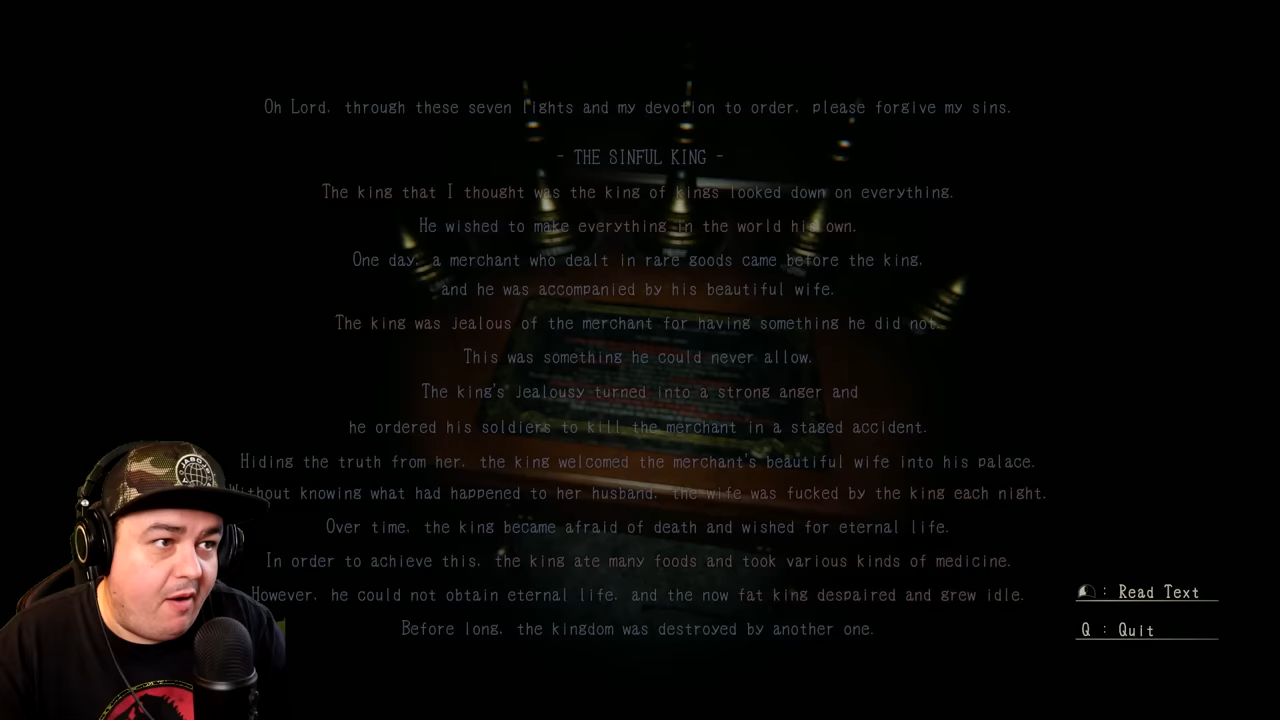 Oh Lord, through these seven lights and my devotion to order, please forgive my sins.
- THE SINFUL KING -
The king that I thought was the king of kings looked down on everything.
He wished to make everything in the world his own.
One day, a merchant who dealt in rare goods came before the king,
and he was accompanied by his beautiful wife.
The king was jealous of the merchant for having something he did not.
This was something he could never allow.
The king's jealousy turned into a strong anger and
he ordered his soldiers to kill the merchant in a staged accident.
Hiding the truth from her, the king welcomed the merchant's beautiful wife into his palace.
Without knowing what had happened to her husband, the wife was fucked by the king each night.
Over time, the king became afraid of death and wished for eternal life.
In order to achieve this, the king ate many foods and took various kinds of medicine.
However, he could not obtain eternal life, and the now fat king despaired and grew idle.
Before long, the kingdom was destroyed by another one.
: Read Text
Q : Quit